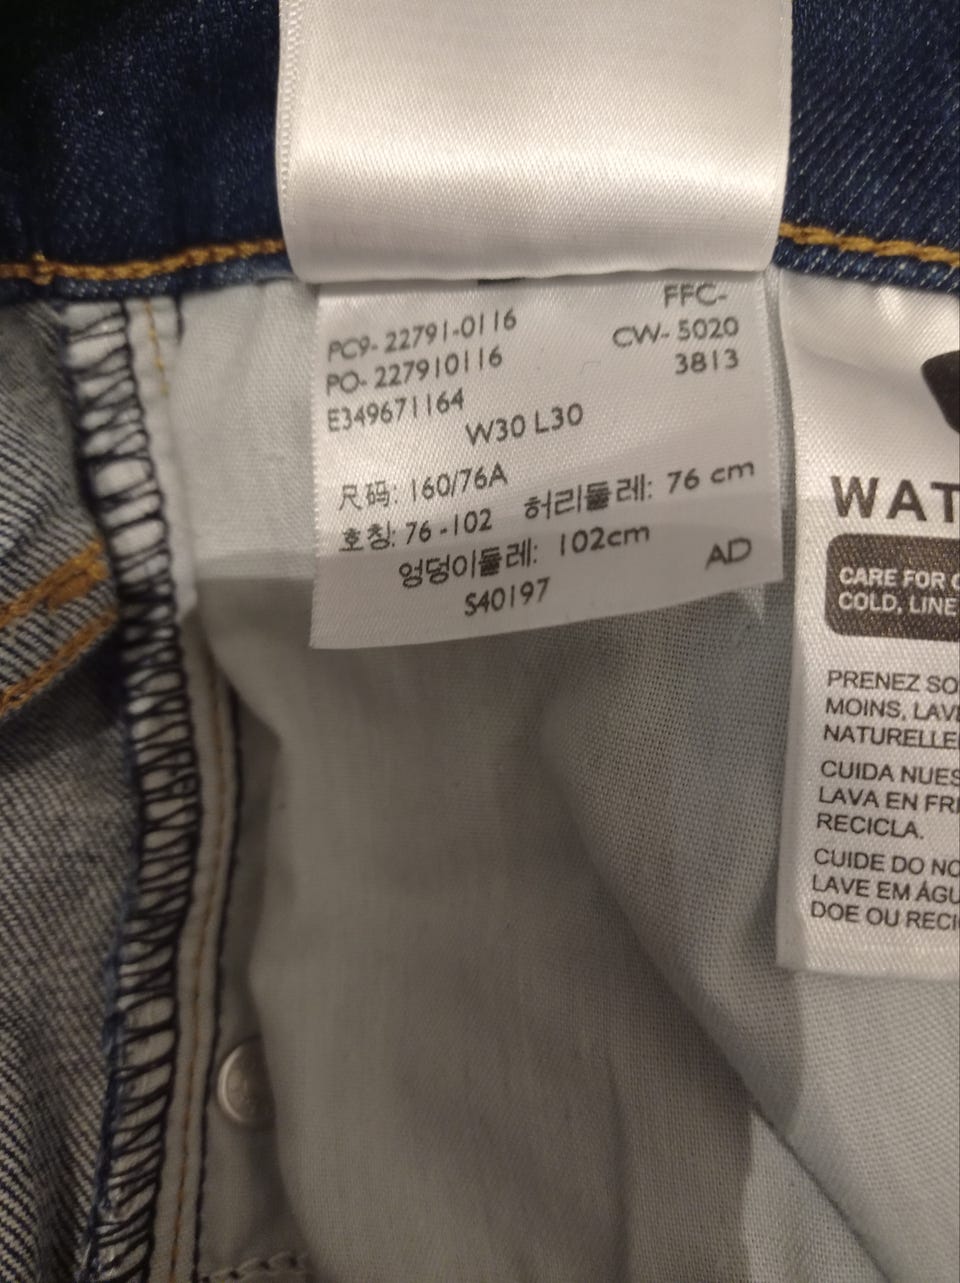 FFC-
PC9- 22791-0116 CW- 5020
PO- 227910116 3813
E349671164
W30 L30
尺码: 160/76A
호칭: 76 -102 허리둘레: 76 cm
엉덩이둘레: 102cm AD
S40197
WAT
CARE FOR
COLD, LINE
PRENEZ SO
MOINS, LAV
NATURELLE
CUIDA NUES
LAVA EN FRI
RECICLA.
CUIDE DO NO
LAVE EM ÁGU
DOE OU RECI